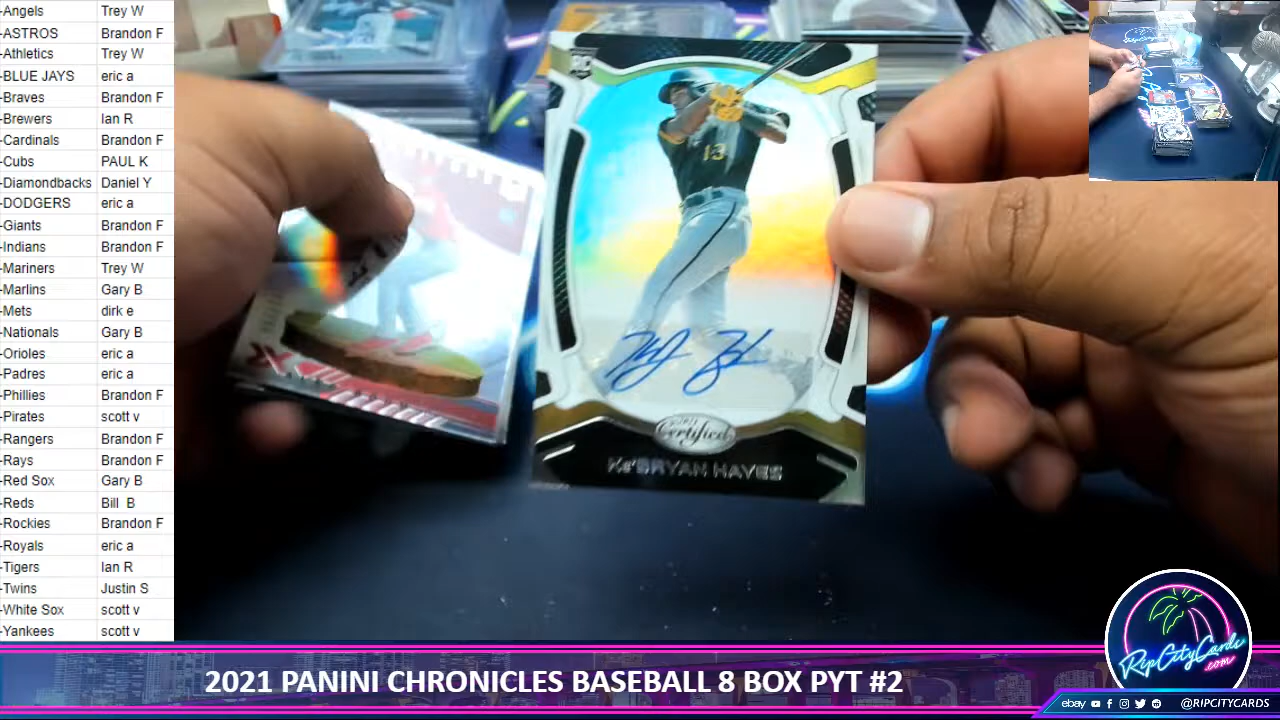 -Angels Trey W
-ASTROS Brandon F
-Athletics Trey W
-BLUE JAYS eric a
-Braves Brandon F
-Brewers Ian R
-Cardinals Brandon F
-Cubs PAUL K
-Diamondbacks Daniel Y
-DODGERS eric a
-Giants Brandon F
-Indians Brandon F
-Mariners Trey W
-Marlins Gary B
-Mets dirk e
-Nationals Gary B
-Orioles eric a
-Padres eric a
-Phillies Brandon F
-Pirates scott v
-Rangers Brandon F
-Rays Brandon F
-Red Sox Gary B
-Reds Bill B
-Rockies Brandon F
-Royals eric a
-Tigers Ian R
-Twins Justin S
-White Sox scott v
-Yankees scott v
RC
13
Certified
Ke'BRYAN HAYES
RipCityCards
.com
2021 PANINI CHRONICLES BASEBALL 8 BOX PYT #2
ebay @RIPCITYCARDS